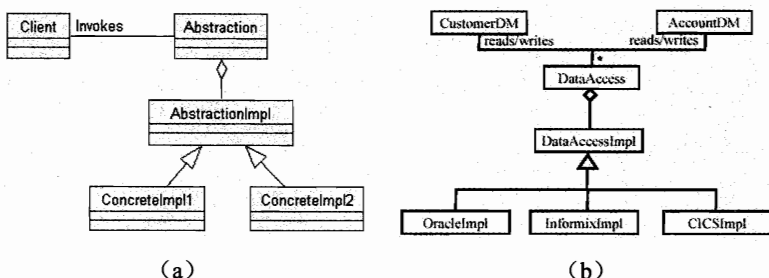 Client
Invokes
Abstraction
AbstractionImpl
ConcreteImpl1
ConcreteImpl2
(a)
CustomerDM
AccountDM
reads/writes
reads/writes
*
DataAccess
DataAccessImpl
OracleImpl
InformixImpl
CICSImpl
(b)